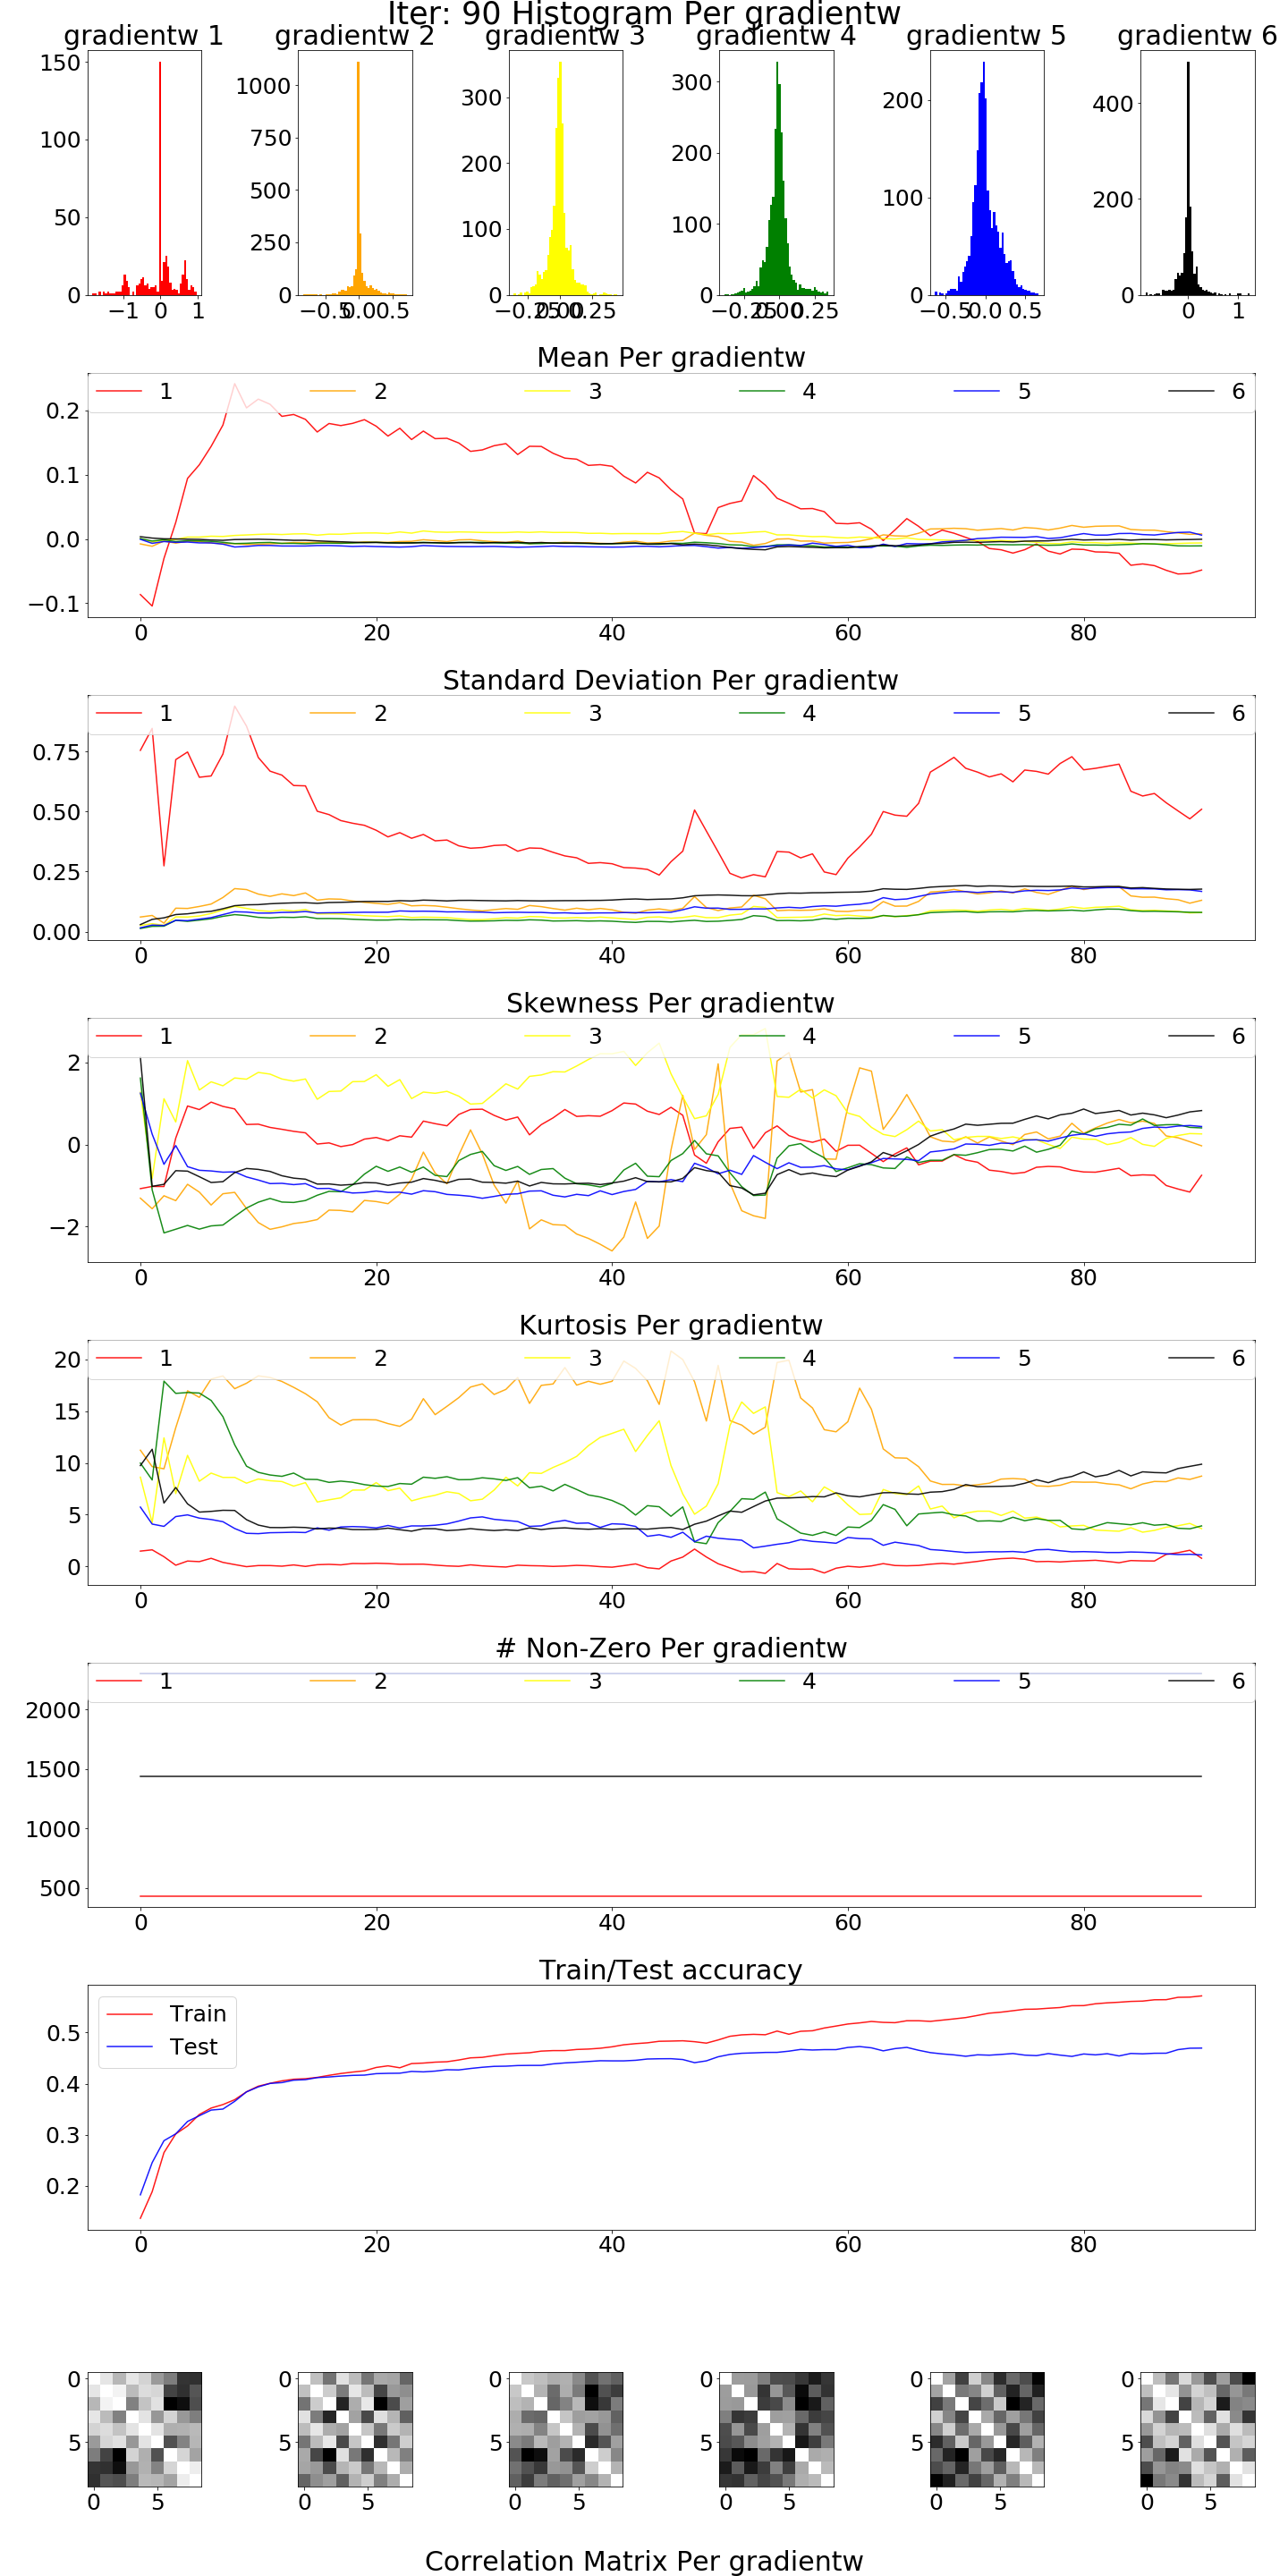 Iter: 90 Histogram Per gradientw
gradientw 1 gradientw 2 gradientw 3 gradientw 4 gradientw 5 gradientw 6
150 100 50 0
1000 750 500 250 0
300 200 100 0
300 200 100 0
200 100 0
400 200 0
−1 0 1
−0.5 0.0 0.5
−0.25 0.00 0.25
−0.25 0.00 0.25
−0.5 0.0 0.5
0 1
Mean Per gradientw
1 2 3 4 5 6
0.2
0.1
0.0
−0.1
0 20 40 60 80
Standard Deviation Per gradientw
1 2 3 4 5 6
0.75
0.50
0.25
0.00
0 20 40 60 80
Skewness Per gradientw
1 2 3 4 5 6
2
0
−2
0 20 40 60 80
Kurtosis Per gradientw
1 2 3 4 5 6
20
15
10
5
0
0 20 40 60 80
# Non-Zero Per gradientw
1 2 3 4 5 6
2000
1500
1000
500
0 20 40 60 80
Train/Test accuracy
Train
Test
0.5
0.4
0.3
0.2
0 20 40 60 80
0 0 0 0 0 0
5 5 5 5 5 5
0 5 0 5 0 5 0 5 0 5 0 5
Correlation Matrix Per gradientw